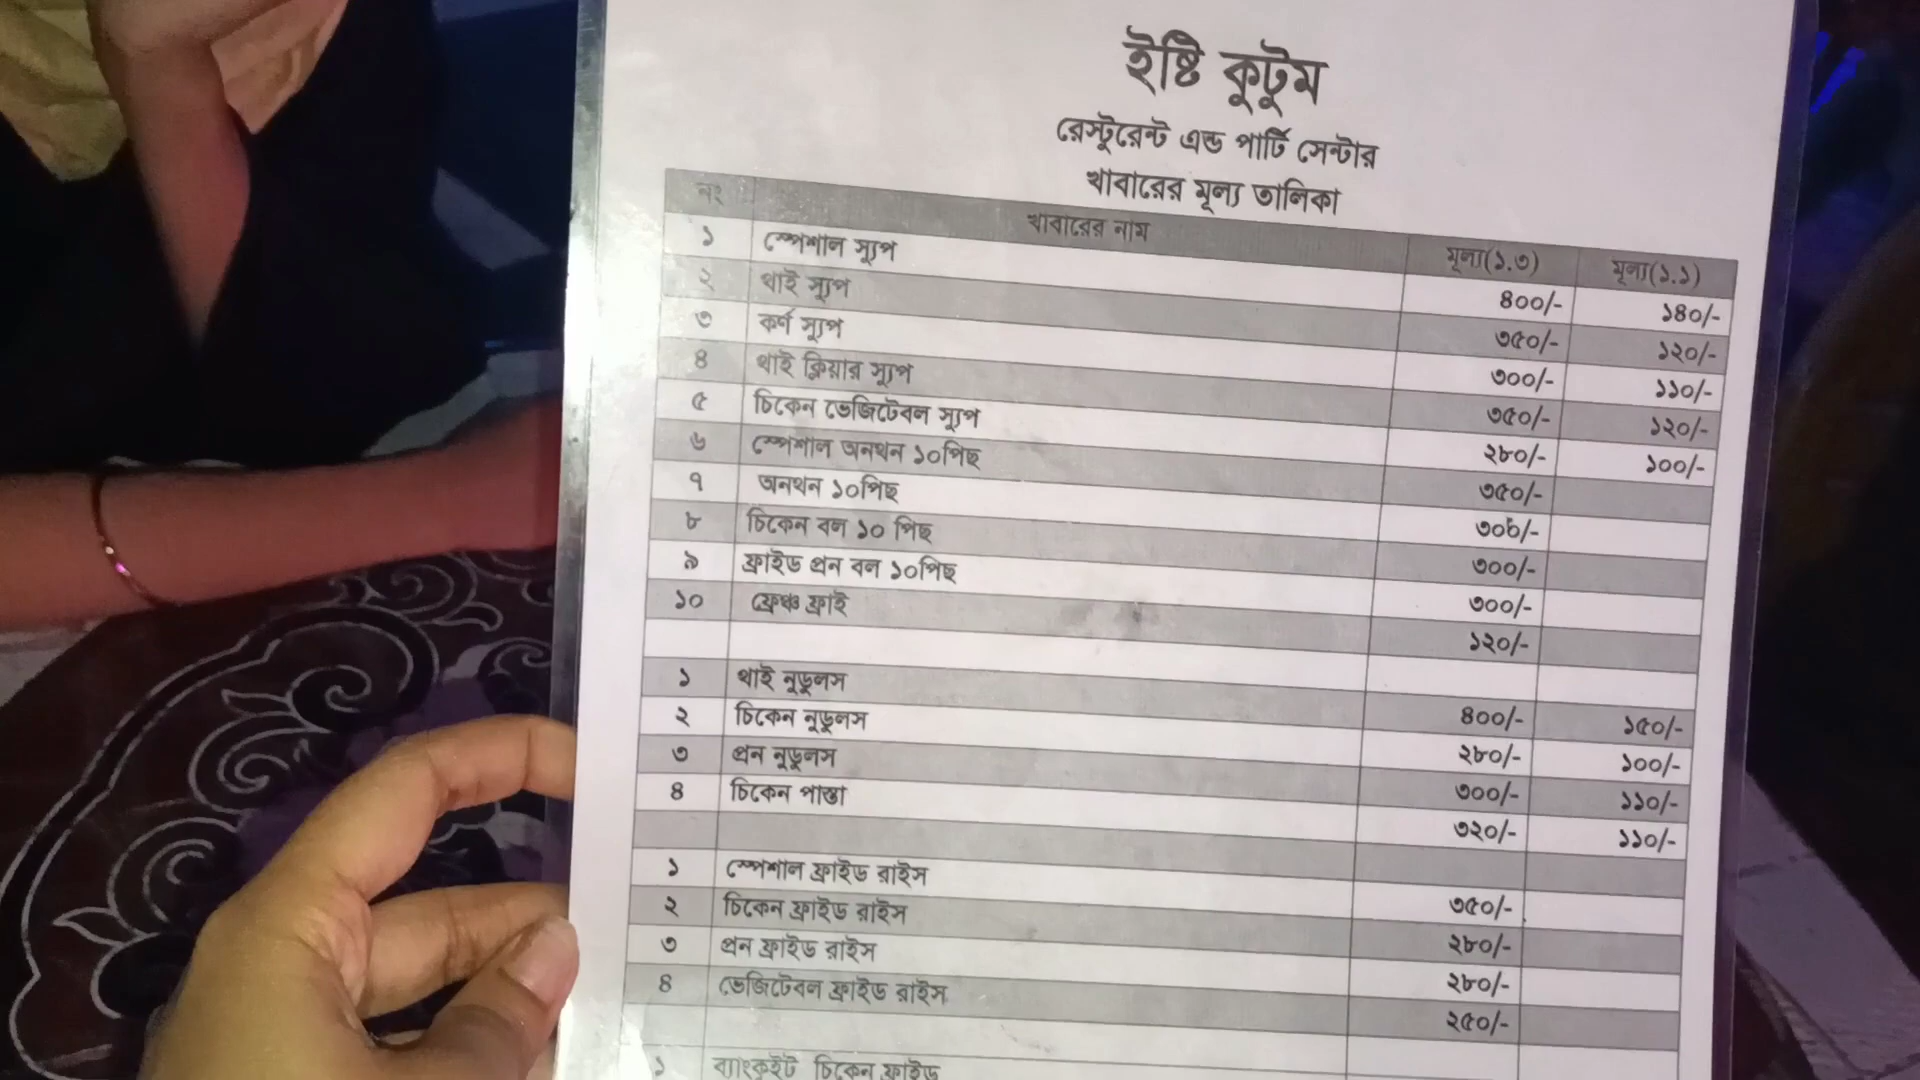 ইষ্টি কুটুম
রেস্টুরেন্ট এন্ড পার্টি সেন্টার
খাবারের মূল্য তালিকা
নং খাবারের নাম মূল্য(১.৩) মূল্য(১.১)
১ স্পেশাল স্যুপ ৪০০/- ১৪০/-
২ থাই স্যুপ ৩৫০/- ১২০/-
৩ কর্ণ স্যুপ ৩০০/- ১১০/-
৪ থাই ক্লিয়ার স্যুপ ৩৫০/- ১২০/-
৫ চিকেন ভেজিটেবল স্যুপ ২৮০/- ১০০/-
৬ স্পেশাল অনথন ১০পিছ ৩৫০/-
৭ অনথন ১০পিছ ৩০০/-
৮ চিকেন বল ১০ পিছ ৩০০/-
৯ ফ্রাইড প্রন বল ১০পিছ ৩০০/-
১০ ফ্রেঞ্চ ফ্রাই ১২০/-
১ থাই নুডুলস ৪০০/- ১৫০/-
২ চিকেন নুডুলস ২৮০/- ১০০/-
৩ প্রন নুডুলস ৩০০/- ১১০/-
৪ চিকেন পাস্তা ৩২০/- ১১০/-
১ স্পেশাল ফ্রাইড রাইস ৩৫০/-
২ চিকেন ফ্রাইড রাইস ২৮০/-
৩ প্রন ফ্রাইড রাইস ২৮০/-
৪ ভেজিটেবল ফ্রাইড রাইস ২৫০/-
১ ব্যাংকুইট চিকেন ফ্রাইড